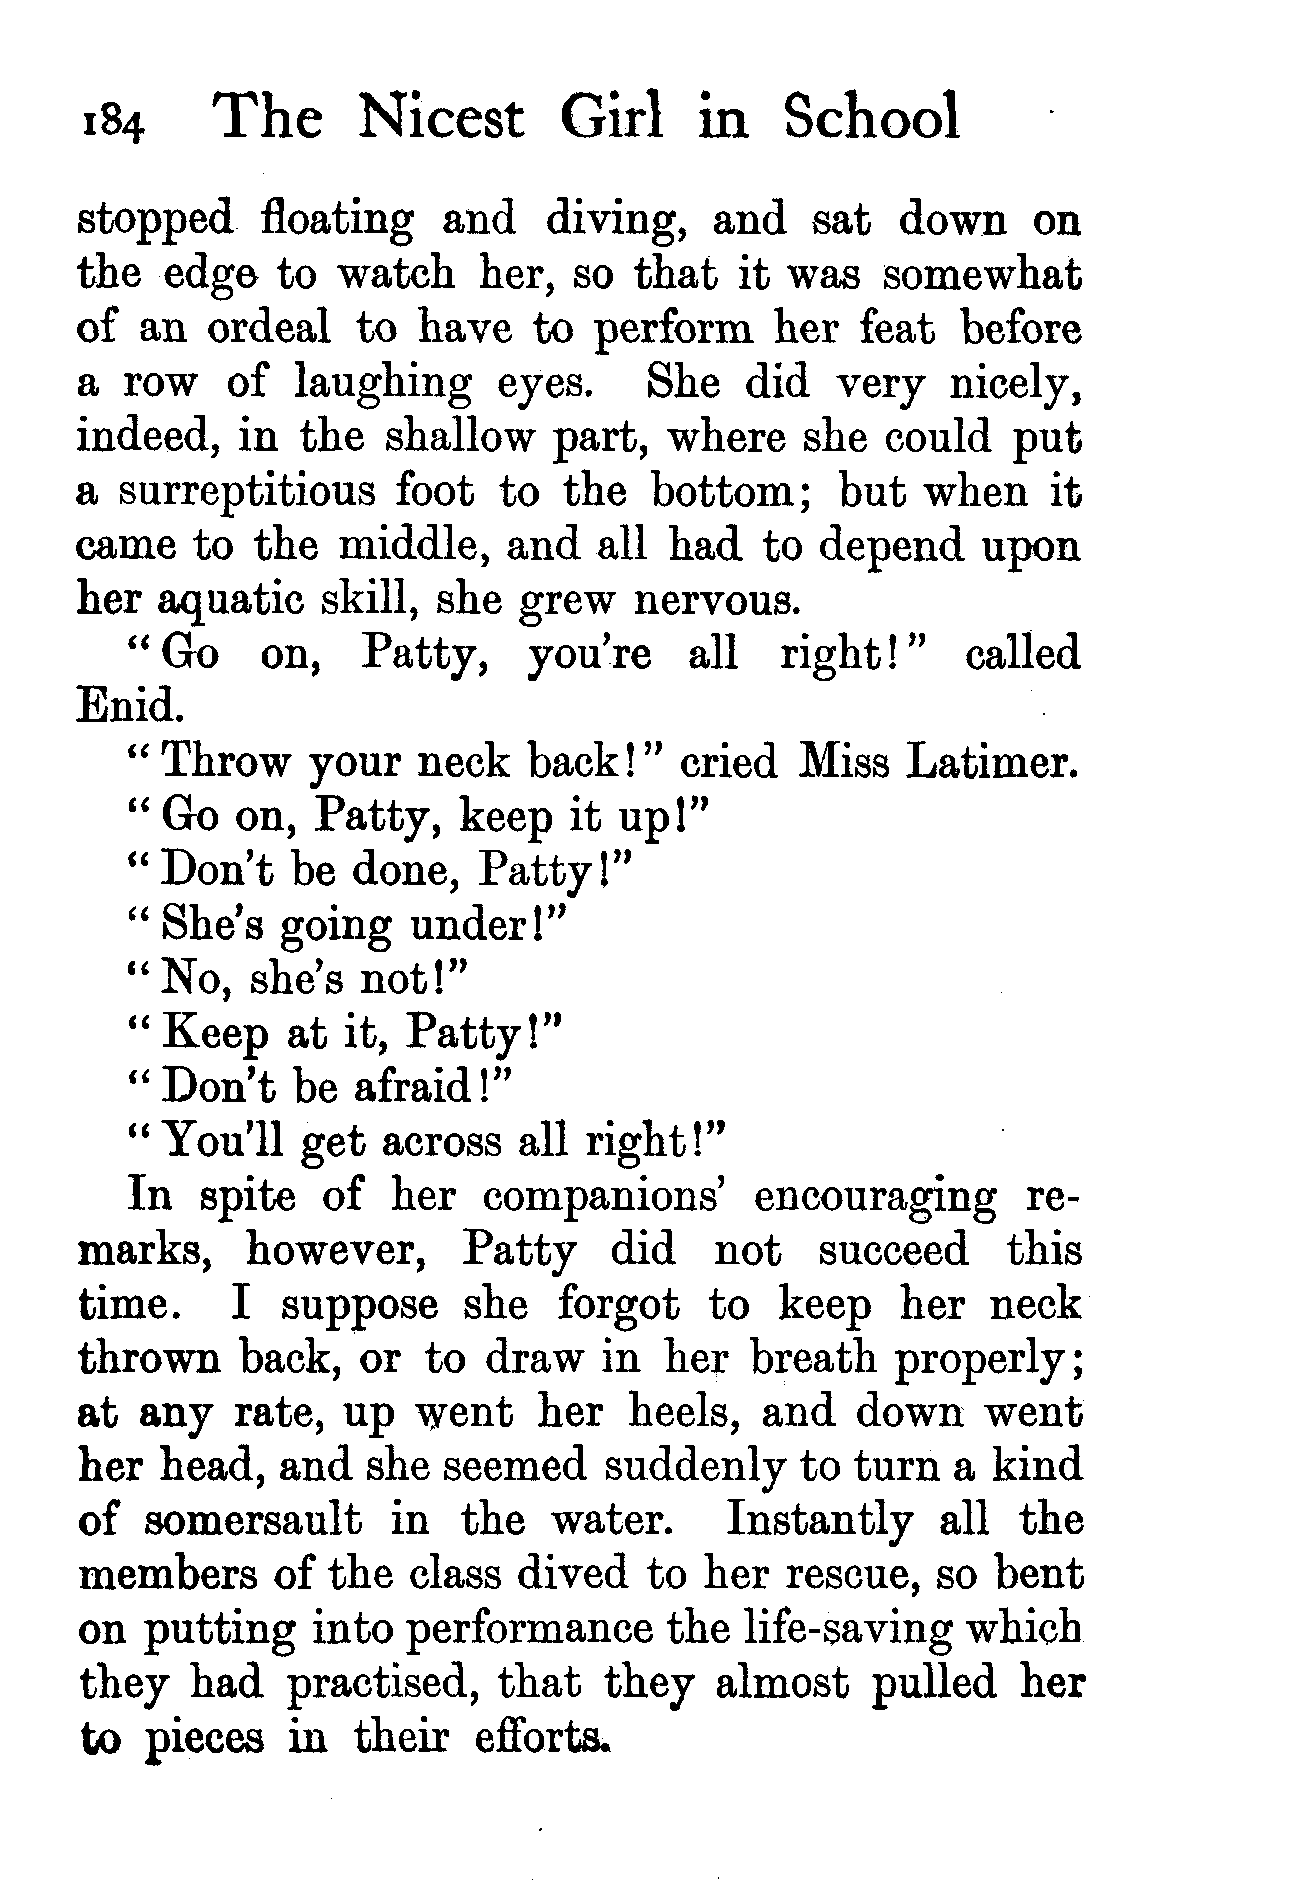 184 The Nicest Girl in School
stopped floating and diving, and sat down on
the edge to watch her, so that it was somewhat
of an ordeal to have to perform her feat before
a row of laughing eyes. She did very nicely,
indeed, in the shallow part, where she could put
a surreptitious foot to the bottom; but when it
came to the middle, and all had to depend upon
her aquatic skill, she grew nervous.
"Go on, Patty, you're all right!" called
Enid.
"Throw your neck back!" cried Miss Latimer.
"Go on, Patty, keep it up!"
"Don't be done, Patty!"
"She's going under!"
"No, she's not!"
"Keep at it, Patty!"
"Don't be afraid!"
"You'll get across all right!"
In spite of her companions' encouraging re-
marks, however, Patty did not succeed this
time. I suppose she forgot to keep her neck
thrown back, or to draw in her breath properly;
at any rate, up went her heels, and down went
her head, and she seemed suddenly to turn a kind
of somersault in the water. Instantly all the
members of the class dived to her rescue, so bent
on putting into performance the life-saving which
they had practised, that they almost pulled her
to pieces in their efforts.